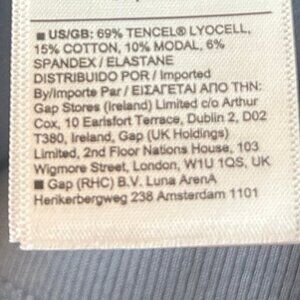 ■ US/GB: 69% TENCEL® LYOCELL,
15% COTTON, 10% MODAL, 6%
SPANDEX / ELASTANE
DISTRIBUIDO POR / Imported
By/Importe Par / ΕΙΣΑΓΕΤΑΙ ΑΠΟ ΤΗΝ:
Gap Stores (Ireland) Limited c/o Arthur
Cox, 10 Earlsfort Terrace, Dublin 2, D02
T380, Ireland, Gap (UK Holdings)
Limited, 2nd Floor Nations House, 103
Wigmore Street, London, W1U 1QS, UK
■ Gap (RHC) B.V. Luna ArenA
Herikerbergweg 238 Amsterdam 1101